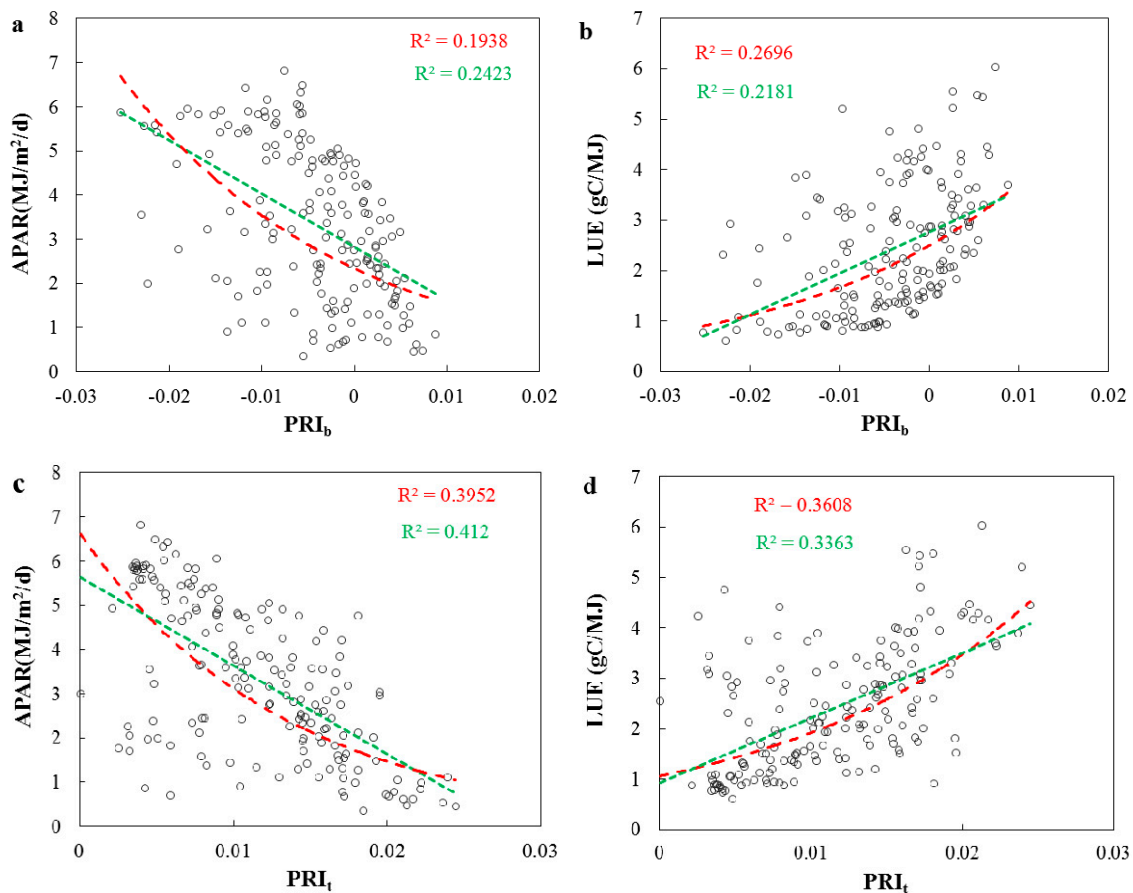 a
R² = 0.1938
R² = 0.2423
APAR(MJ/m²/d)
8
7
6
5
4
3
2
1
0
-0.03 -0.02 -0.01 0 0.01 0.02
PRI_b
b
R² = 0.2696
R² = 0.2181
LUE (gC/MJ)
7
6
5
4
3
2
1
0
-0.03 -0.02 -0.01 0 0.01 0.02
PRI_b
c
R² = 0.3952
R² = 0.412
APAR(MJ/m²/d)
8
7
6
5
4
3
2
1
0
0 0.01 0.02 0.03
PRI_t
d
R² – 0.3608
R² = 0.3363
LUE (gC/MJ)
7
6
5
4
3
2
1
0
0 0.01 0.02 0.03
PRI_t